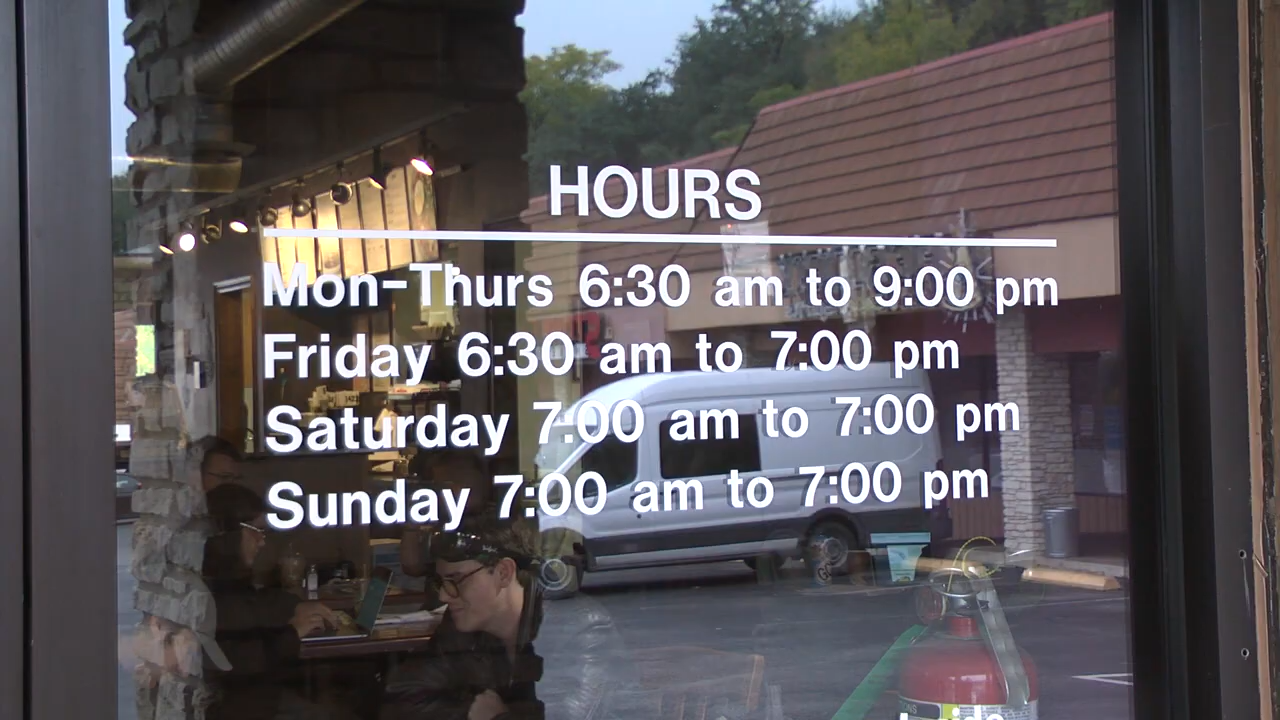 HOURS
Mon-Thurs 6:30 am to 9:00 pm
Friday 6:30 am to 7:00 pm
Saturday 7:00 am to 7:00 pm
Sunday 7:00 am to 7:00 pm